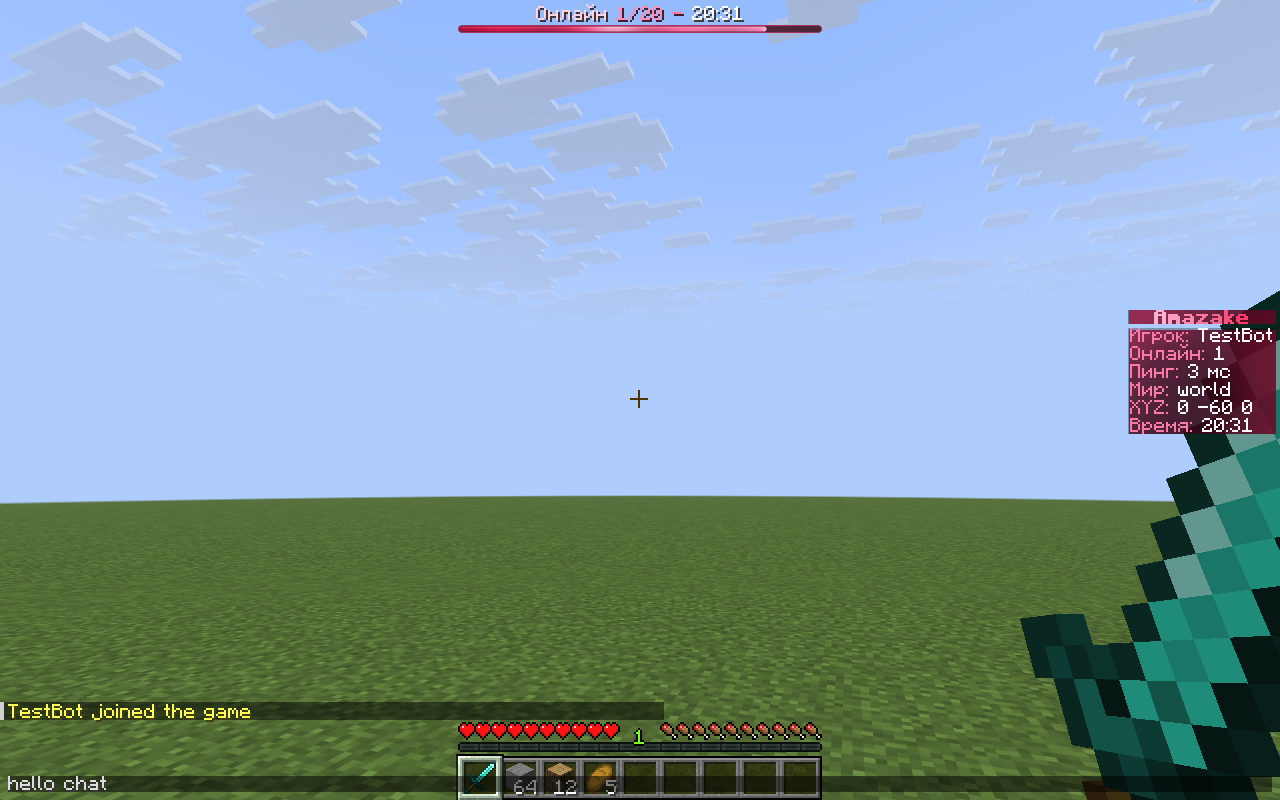 Онлайн 1/20 - 20:31
Amazake
Игрок: TestBot
Онлайн: 1
Пинг: 3 мс
Мир: world
XYZ: 0 -60 0
Время: 20:31
TestBot joined the game
1
64 12 5
hello chat